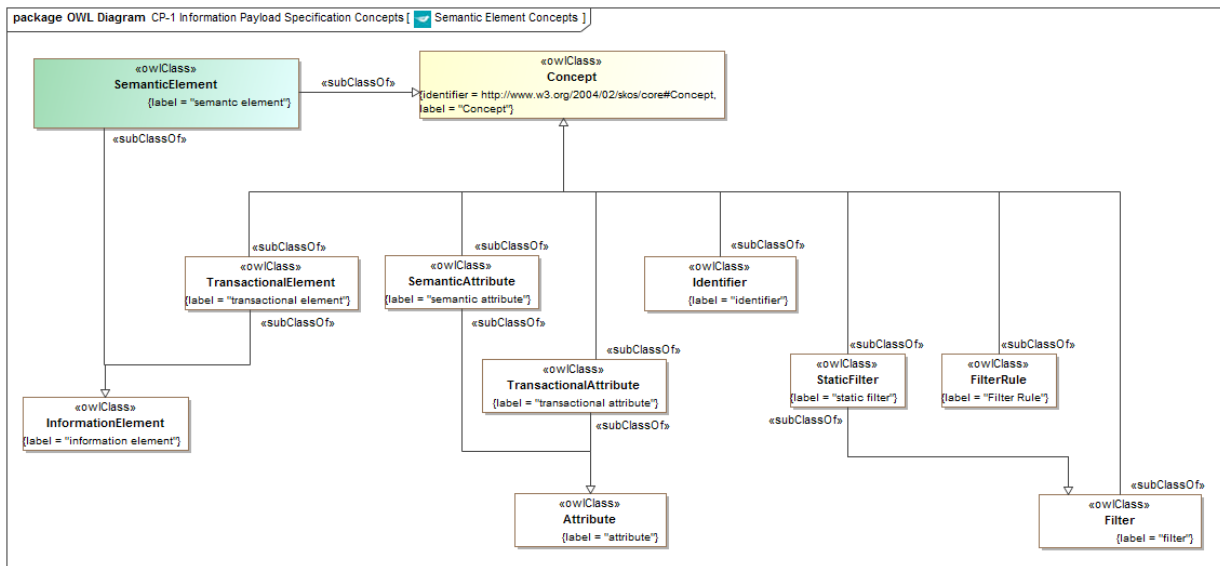 package OWL Diagram CP-1 Information Payload Specification Concepts [ Semantic Element Concepts ]
«owlClass»
SemanticElement
{label = "semantc element"}
«subClassOf»
«owlClass»
Concept
{identifier = http://www.w3.org/2004/02/skos/core#Concept,
label = "Concept"}
«subClassOf»
«subClassOf»
«owlClass»
TransactionalElement
{label = "transactional element"}
«subClassOf»
«subClassOf»
«owlClass»
SemanticAttribute
{label = "semantic attribute"}
«subClassOf»
«subClassOf»
«owlClass»
Identifier
{label = "identifier"}
«subClassOf»
«owlClass»
TransactionalAttribute
{label = "transactional attribute"}
«subClassOf»
«subClassOf»
«owlClass»
StaticFilter
{label = "static filter"}
«subClassOf»
«subClassOf»
«owlClass»
FilterRule
{label = "Filter Rule"}
«owlClass»
InformationElement
{label = "information element"}
«owlClass»
Attribute
{label = "attribute"}
«subClassOf»
«owlClass»
Filter
{label = "filter"}